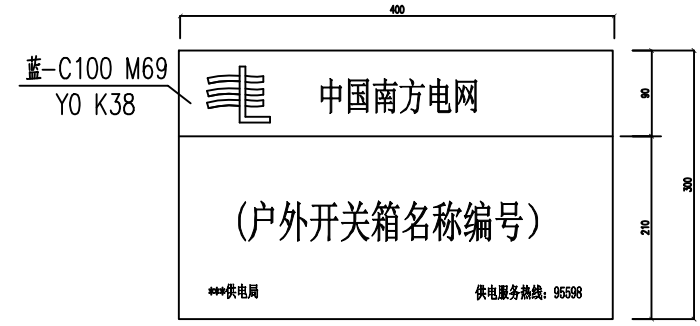 400
蓝-C100 M69
Y0 K38
中国南方电网
90
300
(户外开关箱名称编号)
210
***供电局
供电服务热线: 95598